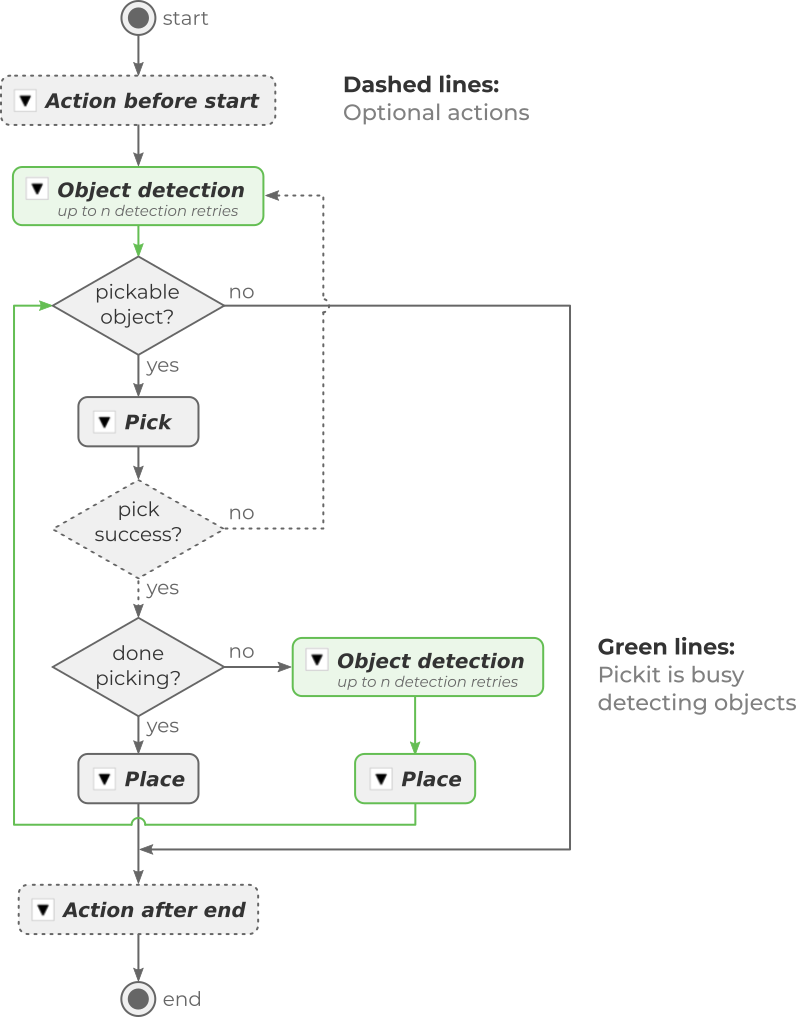 start
Dashed lines:
Optional actions
Action before start
Object detection
up to n detection retries
pickable
object?
no
yes
Pick
pick
success?
no
yes
done
picking?
no
Object detection
up to n detection retries
Green lines:
Pickit is busy
detecting objects
yes
Place
Place
Action after end
end